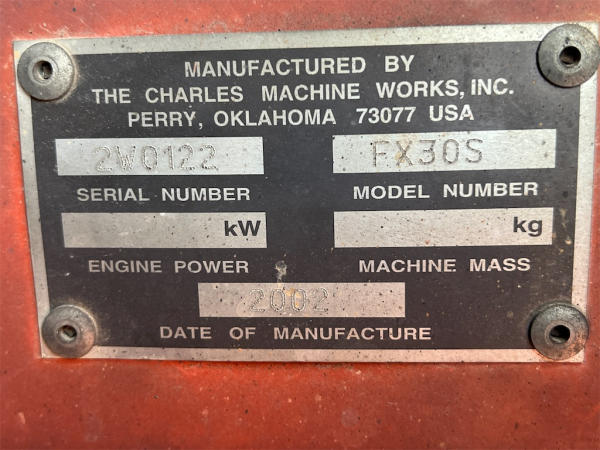 MANUFACTURED BY
THE CHARLES MACHINE WORKS, INC.
PERRY, OKLAHOMA 73077 USA
2W0122 FX30S
SERIAL NUMBER MODEL NUMBER
kW kg
ENGINE POWER MACHINE MASS
2002
DATE OF MANUFACTURE